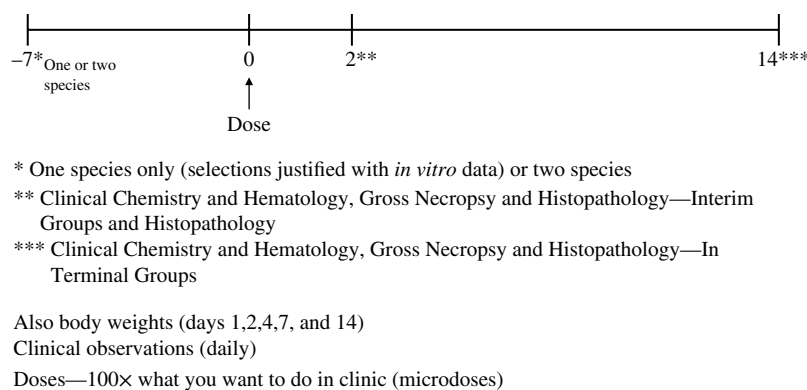 –7* One or two species 0 2** 14***
Dose
* One species only (selections justified with in vitro data) or two species
** Clinical Chemistry and Hematology, Gross Necropsy and Histopathology—Interim
Groups and Histopathology
*** Clinical Chemistry and Hematology, Gross Necropsy and Histopathology—In
Terminal Groups
Also body weights (days 1,2,4,7, and 14)
Clinical observations (daily)
Doses—100× what you want to do in clinic (microdoses)